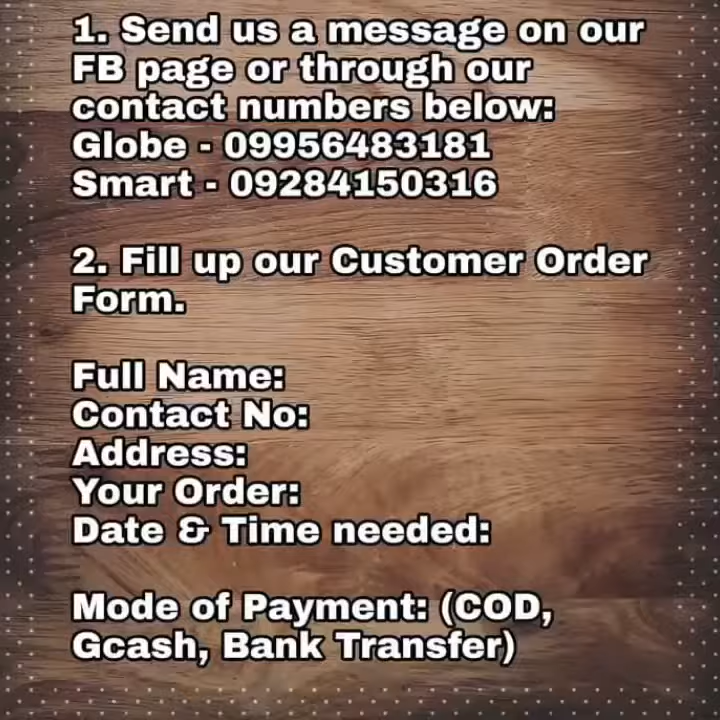 1. Send us a message on our
FB page or through our
contact numbers below:
Globe - 09956483181
Smart - 09284150316
2. Fill up our Customer Order
Form.
Full Name:
Contact No:
Address:
Your Order:
Date & Time needed:
Mode of Payment: (COD,
Gcash, Bank Transfer)